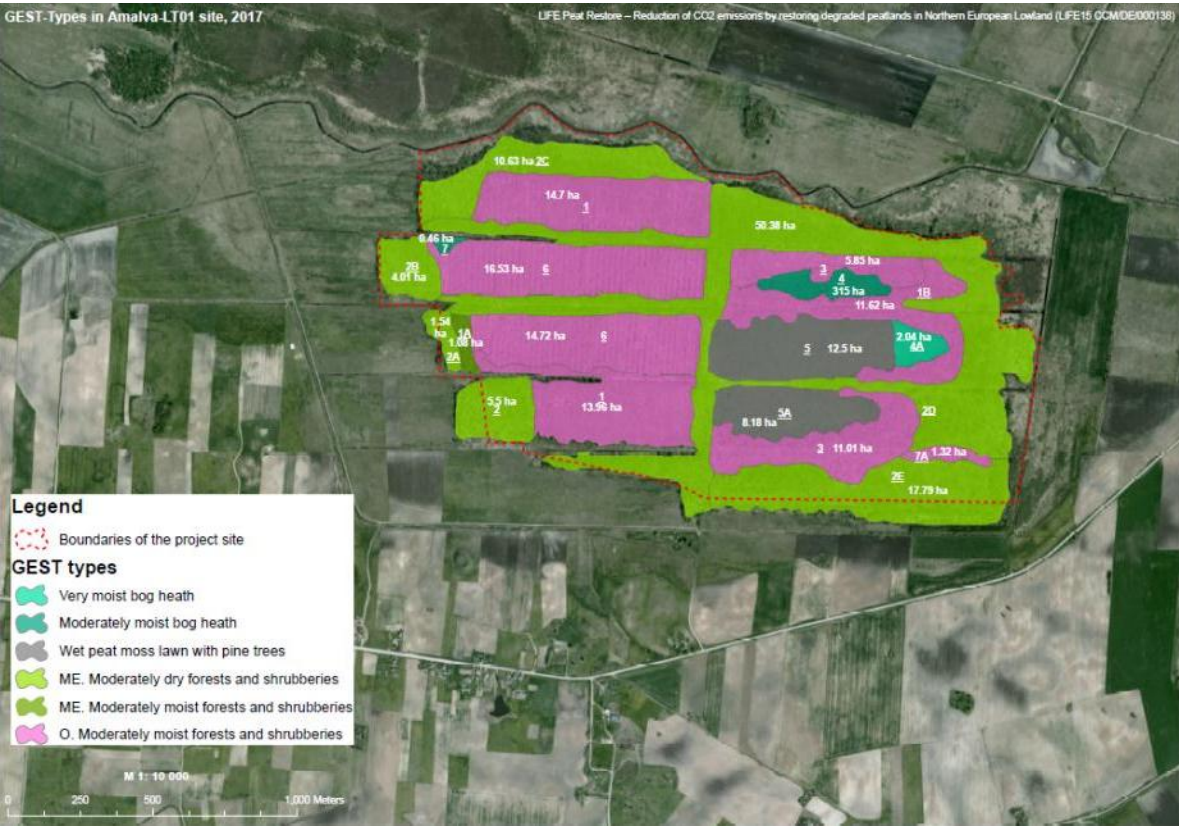 GEST-Types in Amalva-LT01 site, 2017
LIFE Peat Restore – Reduction of CO2 emissions by restoring degraded peatlands in Northern European Lowland (LIFE15 CCM/DE/000138)
10.63 ha 2C
14.7 ha
1
50.38 ha
0.46 ha
7
2B
4.01 ha
16.53 ha 6
5.85 ha
3
4
315 ha
1B
11.62 ha
1.54
ha
1A
1.08 ha
2A
14.72 ha 6
5 12.5 ha
2.04 ha
4A
5.5 ha
2
1
13.96 ha
5A
8.18 ha
2D
3 11.01 ha
7A 1.32 ha
2E
17.79 ha
Legend
Boundaries of the project site
GEST types
Very moist bog heath
Moderately moist bog heath
Wet peat moss lawn with pine trees
ME. Moderately dry forests and shrubberies
ME. Moderately moist forests and shrubberies
O. Moderately moist forests and shrubberies
M 1: 10 000
0 250 500 1,000 Meters